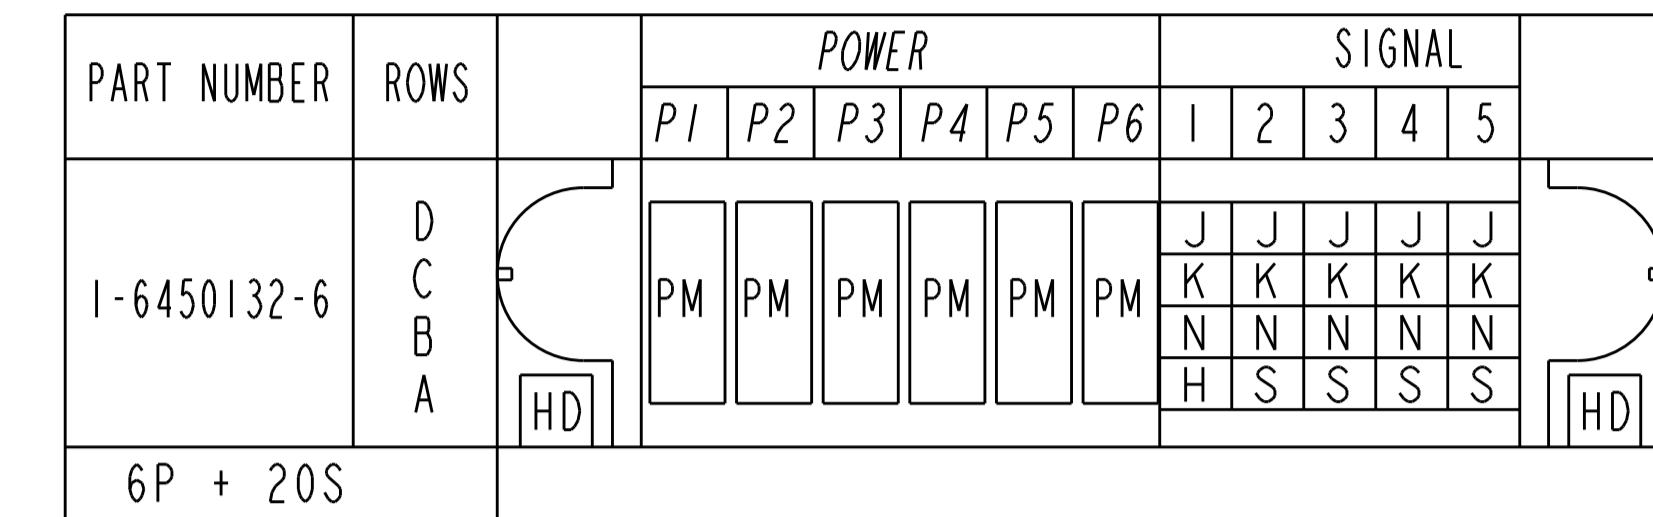 PART NUMBER ROWS POWER SIGNAL
P1 P2 P3 P4 P5 P6 1 2 3 4 5
D J J J J J
C K K K K K
1-6450132-6 PM PM PM PM PM PM
B N N N N N
A H S S S S
HD HD
6P + 20S